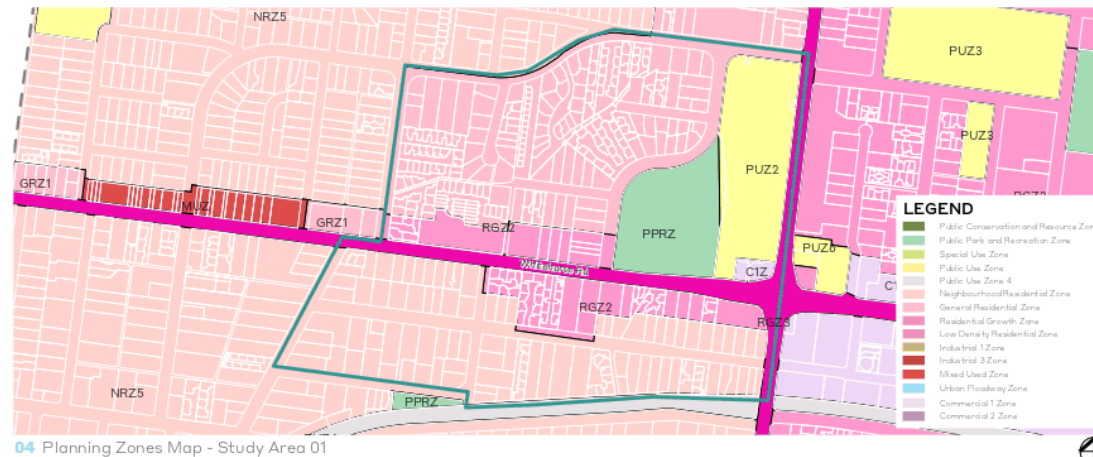 NRZ5
PUZ3
PUZ3
PUZ2
GRZ1
MUZ
GRZ1
RGZ2
PPRZ
PUZ6
C1Z
RGZ2
RGZ3
NRZ5
PPRZ
LEGEND
Public Conservation and Resource Zon
Public Park and Recreation Zone
Special Use Zone
Public Use Zone
Public Use Zone 4
Neighbourhood Residential Zone
General Residential Zone
Residential Growth Zone
Low Density Residential Zone
Industrial 1 Zone
Industrial 3 Zone
Mixed Used Zone
Urban Floodway Zone
Commercial 1 Zone
Commercial 2 Zone
04 Planning Zones Map - Study Area 01